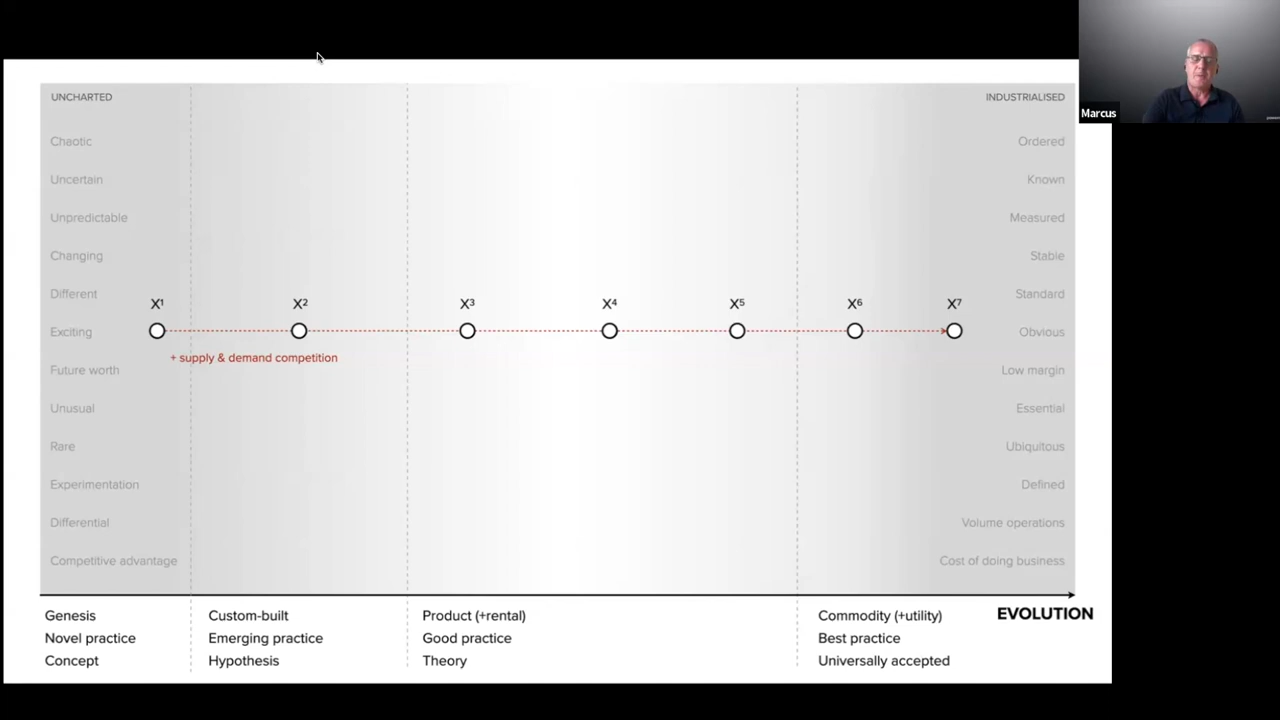 Marcus
UNCHARTED
INDUSTRIALISED
Chaotic
Ordered
Uncertain
Known
Unpredictable
Measured
Changing
Stable
Different
Standard
X¹
X²
X³
X⁴
X⁵
X⁶
X⁷
Exciting
Obvious
+ supply & demand competition
Future worth
Low margin
Unusual
Essential
Rare
Ubiquitous
Experimentation
Defined
Differential
Volume operations
Competitive advantage
Cost of doing business
EVOLUTION
Genesis
Novel practice
Concept
Custom-built
Emerging practice
Hypothesis
Product (+rental)
Good practice
Theory
Commodity (+utility)
Best practice
Universally accepted